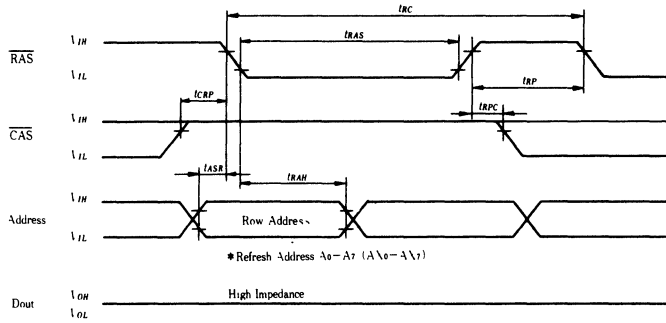 tRC
tRAS
RAS
VIH
VIL
tCRP
tRP
tRPC
CAS
VIH
VIL
tASR
tRAH
Address
VIH
VIL
Row Address
* Refresh Address A0–A7 (AX0–AX7)
Dout
VOH
VOL
High Impedance